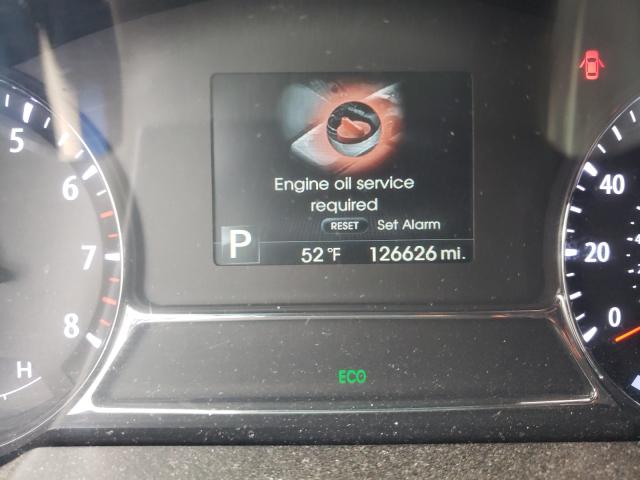 5
6
7
8
H
Engine oil service
required
RESET Set Alarm
P 52°F 126626 mi.
ECO
40
20
0